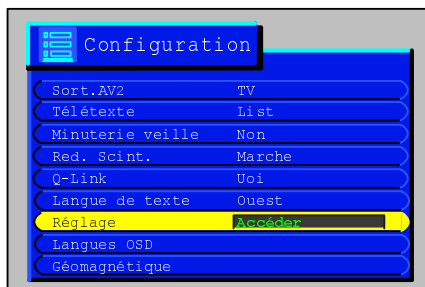 Configuration
Sort.AV2 TV
Télétexte List
Minuterie veille Non
Red. Scint. Marche
Q-Link Uoi
Langue de texte Ouest
Réglage Accéder
Langues OSD
Géomagnétique